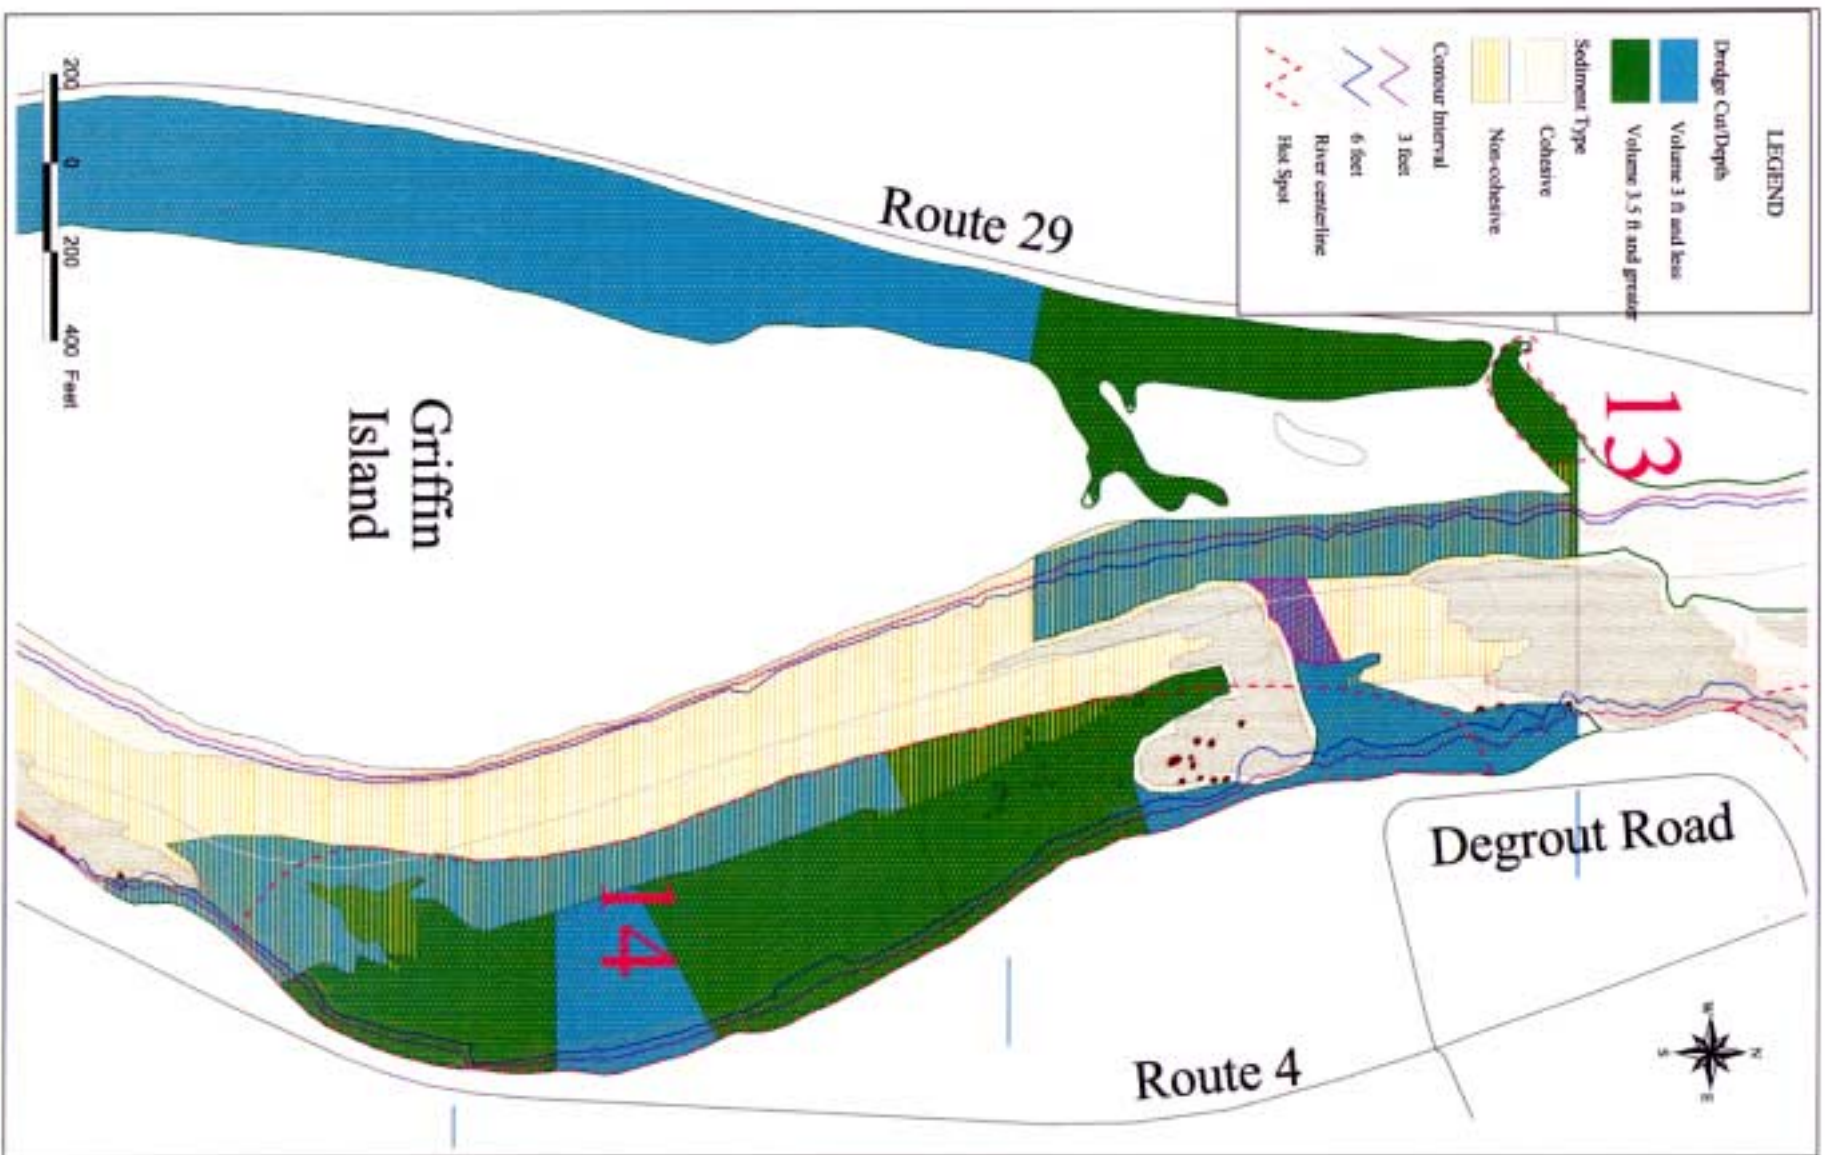 LEGEND
Dredge Cut/Depth
Volume 3 ft and less
Volume 3.5 ft and greater
Sediment Type
Cohesive
Non-cohesive
Contour Interval
3 feet
6 feet
River centerline
Hot Spot
200 0 200 400 Feet
Route 29
13
Griffin
Island
Degrout Road
14
Route 4
N
W
E
S